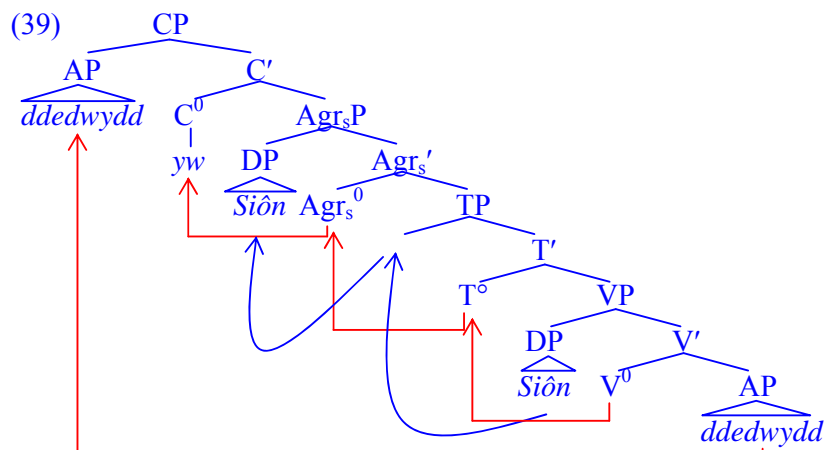 (39) CP
AP C′
ddedwydd C⁰ AgrₛP
yw DP Agrₛ′
Siôn Agrₛ⁰ TP
T′
T° VP
DP V′
Siôn V⁰ AP
ddedwydd